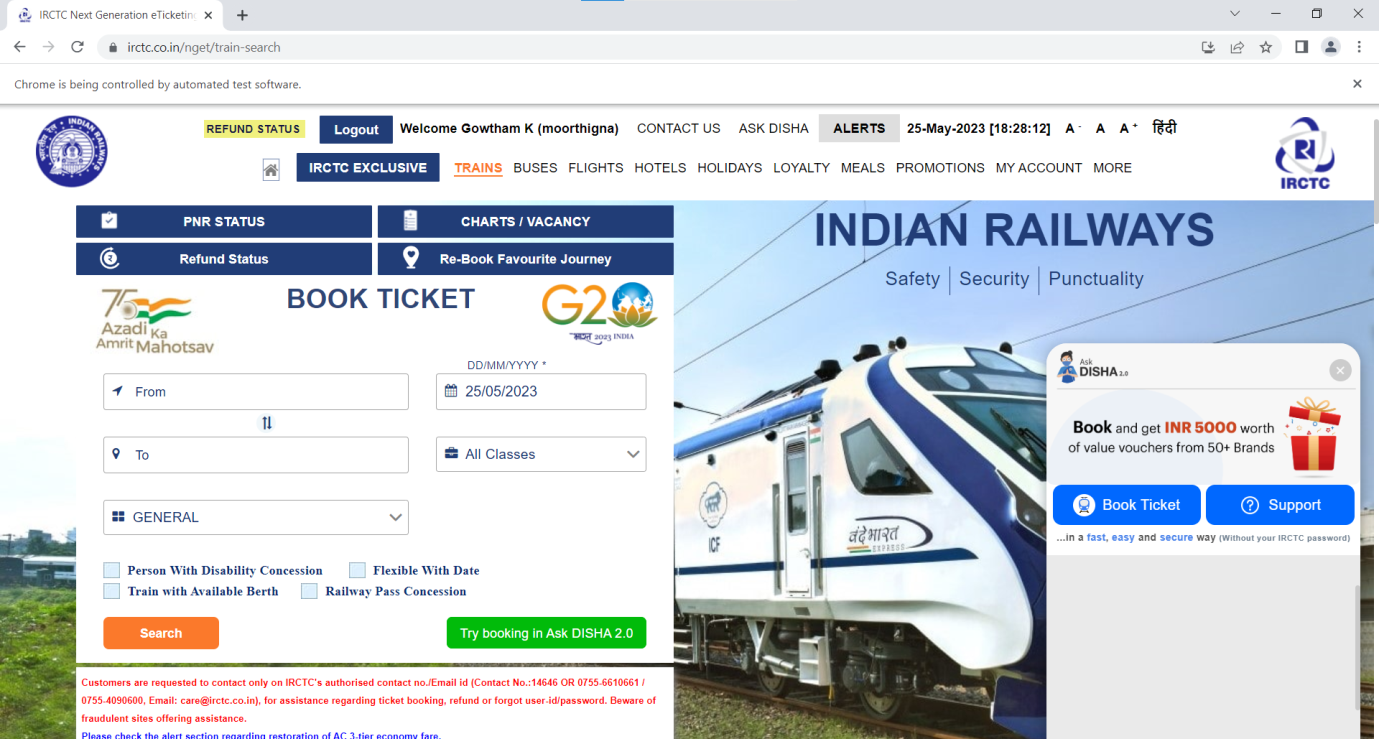 IRCTC Next Generation eTicketing
irctc.co.in/nget/train-search
Chrome is being controlled by automated test software.
REFUND STATUS Logout Welcome Gowtham K (moorthigna) CONTACT US ASK DISHA ALERTS 25-May-2023 [18:28:12] A- A A+ हिंदी
IRCTC EXCLUSIVE TRAINS BUSES FLIGHTS HOTELS HOLIDAYS LOYALTY MEALS PROMOTIONS MY ACCOUNT MORE
INDIAN RAILWAYS
IRCTC
PNR STATUS CHARTS / VACANCY
Refund Status Re-Book Favourite Journey
75
Azadi Ka
Amrit Mahotsav
BOOK TICKET
G20
भारत 2023 INDIA
DD/MM/YYYY *
From 25/05/2023
To All Classes
GENERAL
Person With Disability Concession Flexible With Date
Train with Available Berth Railway Pass Concession
Search Try booking in Ask DISHA 2.0
Customers are requested to contact only on IRCTC's authorised contact no./Email id (Contact No.:14646 OR 0755-6610661 /
0755-4090600, Email: care@irctc.co.in), for assistance regarding ticket booking, refund or forgot user-id/password. Beware of
fraudulent sites offering assistance.
Please check the alert section regarding restoration of AC 3-tier economy fare.
INDIAN RAILWAYS
Safety | Security | Punctuality
ICF
वंदे भारत
EXPRESS
Ask
DISHA 2.0
Book and get INR 5000 worth
of value vouchers from 50+ Brands
Book Ticket Support
...in a fast, easy and secure way (Without your IRCTC password)